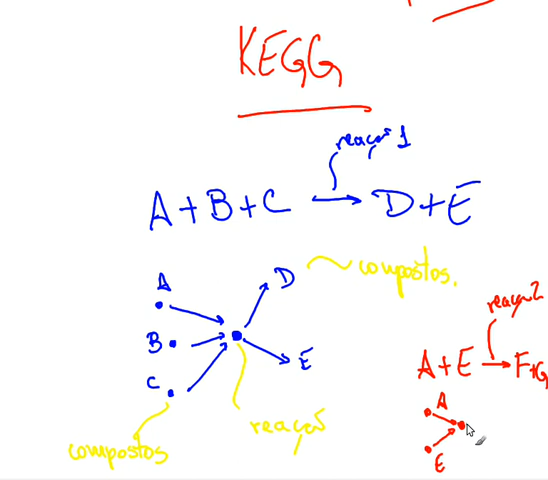 KEGG
reação 1
A + B + C → D + E
A
D
compostos.
B
E
C
reação
compostos
reação 2
A + E → F + G
A
E